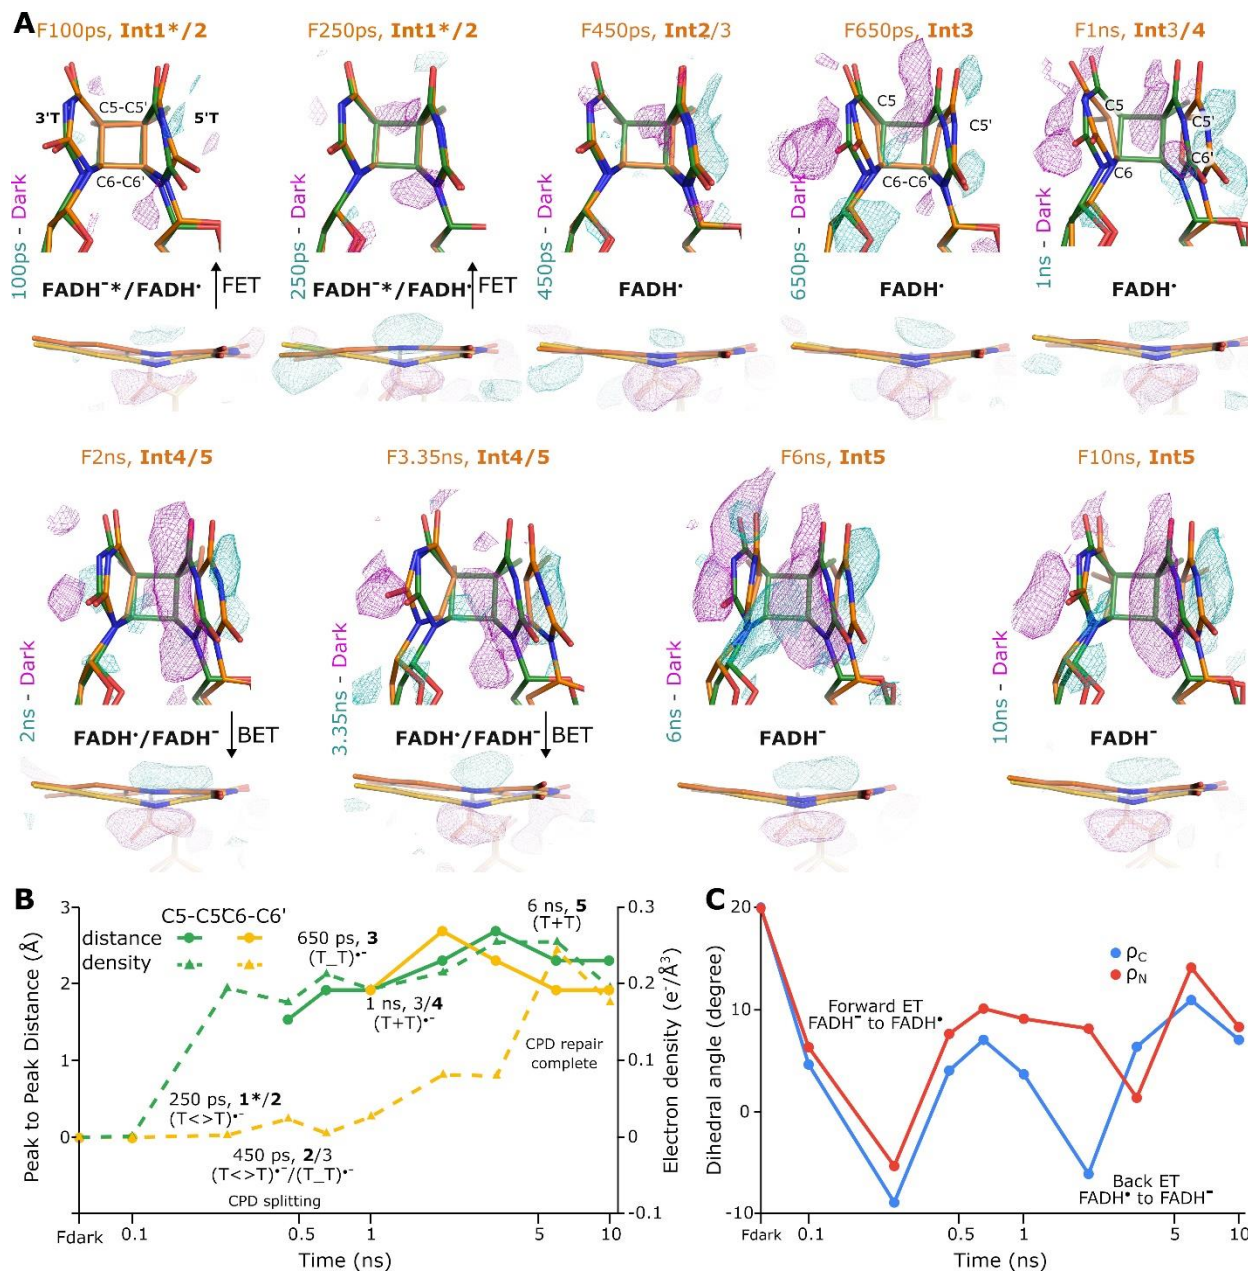 A
F100ps, Int1*/2
F250ps, Int1*/2
F450ps, Int2/3
F650ps, Int3
F1ns, Int3/4
C5-C5'
3'T
5'T
C6-C6'
C5
C5'
C6-C6'
C5
C5'
C6'
C6
100ps - Dark
250ps - Dark
450ps - Dark
650ps - Dark
1ns - Dark
FADH⁻*/FADH•
FET
FADH⁻*/FADH•
FET
FADH•
FADH•
FADH•
F2ns, Int4/5
F3.35ns, Int4/5
F6ns, Int5
F10ns, Int5
2ns - Dark
3.35ns - Dark
6ns - Dark
10ns - Dark
FADH•/FADH⁻
BET
FADH•/FADH⁻
BET
FADH⁻
FADH⁻
B
C5-C5' C6-C6'
distance
density
Peak to Peak Distance (Å)
3
2
1
0
250 ps, 1*/2
(T<>T)•⁻
450 ps, 2/3
(T<>T)•⁻/(T_T)•⁻
CPD splitting
650 ps, 3
(T_T)•⁻
1 ns, 3/4
(T+T)•⁻
6 ns, 5
(T+T)
CPD repair
complete
0.3
0.2
0.1
0
-0.1
Electron density (e⁻/Å³)
Fdark
0.1
0.5
1
5
10
Time (ns)
C
Dihedral angle (degree)
20
10
0
-10
ρC
ρN
Forward ET
FADH⁻ to FADH•
Back ET
FADH• to FADH⁻
Fdark
0.1
0.5
1
5
10
Time (ns)